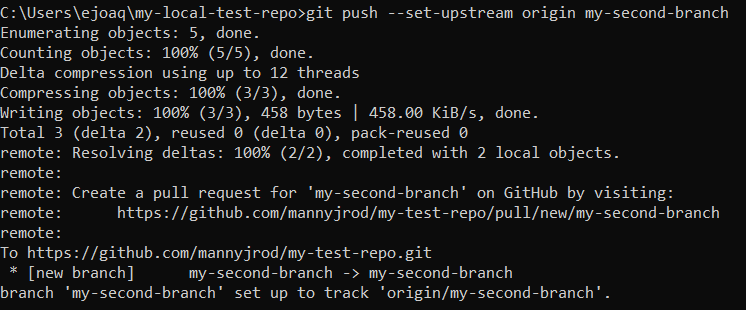 C:\Users\ejoaq\my-local-test-repo>git push --set-upstream origin my-second-branch
Enumerating objects: 5, done.
Counting objects: 100% (5/5), done.
Delta compression using up to 12 threads
Compressing objects: 100% (3/3), done.
Writing objects: 100% (3/3), 458 bytes | 458.00 KiB/s, done.
Total 3 (delta 2), reused 0 (delta 0), pack-reused 0
remote: Resolving deltas: 100% (2/2), completed with 2 local objects.
remote:
remote: Create a pull request for 'my-second-branch' on GitHub by visiting:
remote:      https://github.com/mannyjrod/my-test-repo/pull/new/my-second-branch
remote:
To https://github.com/mannyjrod/my-test-repo.git
 * [new branch]      my-second-branch -> my-second-branch
branch 'my-second-branch' set up to track 'origin/my-second-branch'.